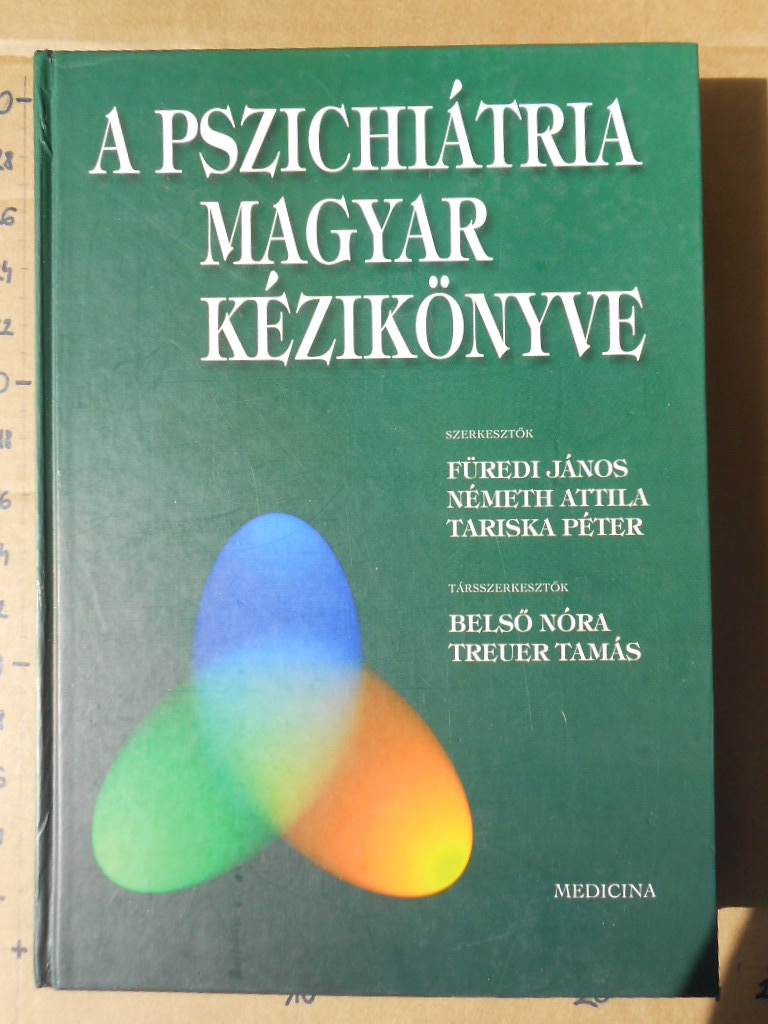 A PSZICHIÁTRIA
MAGYAR
KÉZIKÖNYVE
SZERKESZTŐK
FÜREDI JÁNOS
NÉMETH ATTILA
TARISKA PÉTER
TÁRSSZERKESZTŐK
BELSŐ NÓRA
TREUER TAMÁS
MEDICINA